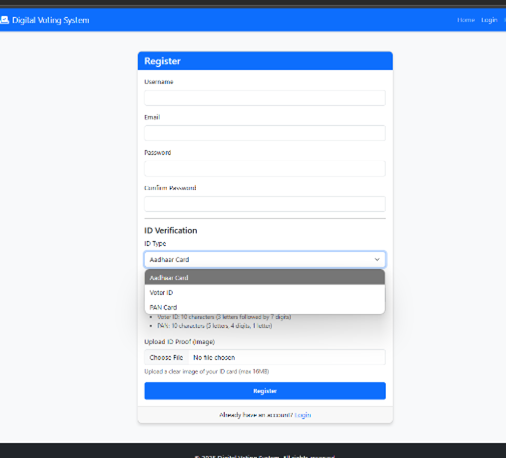 Digital Voting System
Home Login
Register
Username
Email
Password
Confirm Password
ID Verification
ID Type
Aadhaar Card
Aadhaar Card
Voter ID
PAN Card
• Voter ID: 10 characters (3 letters followed by 7 digits)
• PAN: 10 characters (5 letters, 4 digits, 1 letter)
Upload ID Proof (Image)
Choose File No file chosen
Upload a clear image of your ID card (max 16MB)
Register
Already have an account? Login
© 2025 Digital Voting System. All rights reserved.